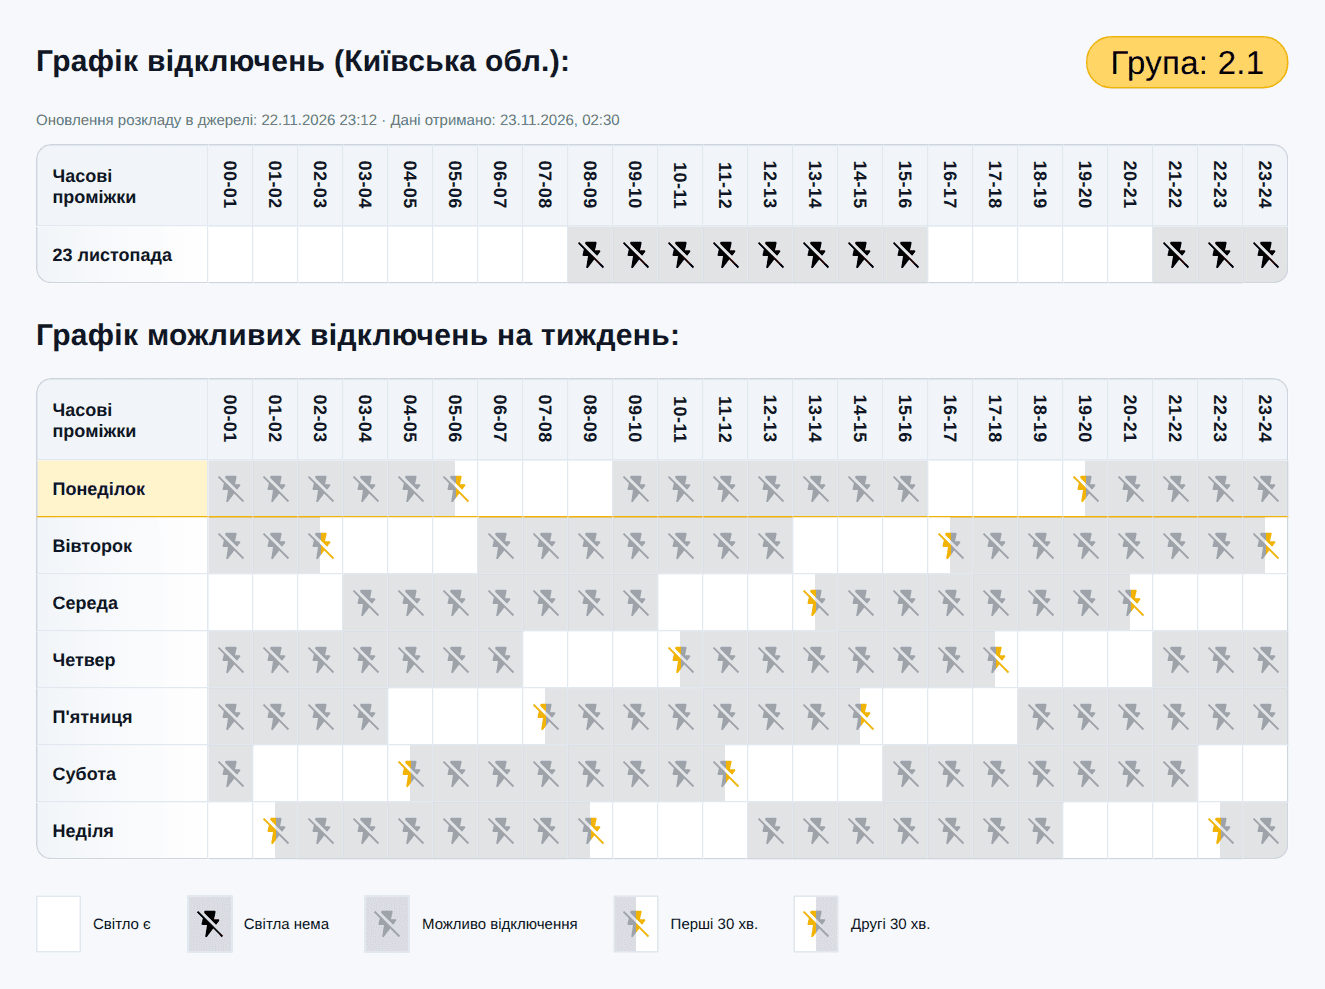 Графік відключень (Київська обл.):
Група: 2.1
Оновлення розкладу в джерелі: 22.11.2026 23:12 · Дані отримано: 23.11.2026, 02:30
Часові проміжки 00-01 01-02 02-03 03-04 04-05 05-06 06-07 07-08 08-09 09-10 10-11 11-12 12-13 13-14 14-15 15-16 16-17 17-18 18-19 19-20 20-21 21-22 22-23 23-24
23 листопада
Графік можливих відключень на тиждень:
Часові проміжки 00-01 01-02 02-03 03-04 04-05 05-06 06-07 07-08 08-09 09-10 10-11 11-12 12-13 13-14 14-15 15-16 16-17 17-18 18-19 19-20 20-21 21-22 22-23 23-24
Понеділок
Вівторок
Середа
Четвер
П'ятниця
Субота
Неділя
Світло є Світла нема Можливо відключення Перші 30 хв. Другі 30 хв.